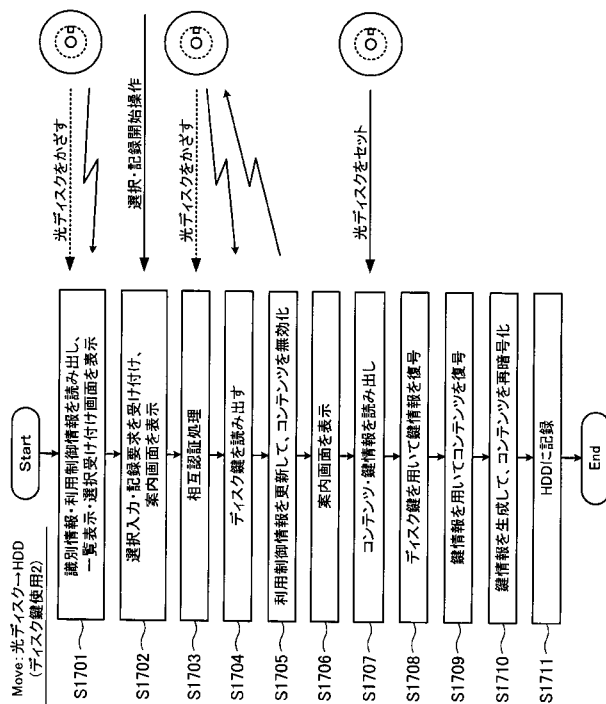 Move: 光ディスク→HDD
(ディスク鍵使用2)
Start
S1701
識別情報・利用制御情報を読み出し、
一覧表示・選択受け付け画面を表示
光ディスクをかざす
S1702
選択入力・記録要求を受け付け、
案内画面を表示
選択・記録開始操作
S1703
相互認証処理
光ディスクをかざす
S1704
ディスク鍵を読み出す
S1705
利用制御情報を更新して、コンテンツを無効化
S1706
案内画面を表示
S1707
コンテンツ・鍵情報を読み出し
光ディスクをセット
S1708
ディスク鍵を用いて鍵情報を復号
S1709
鍵情報を用いてコンテンツを復号
S1710
鍵情報を生成して、コンテンツを再暗号化
S1711
HDDに記録
End